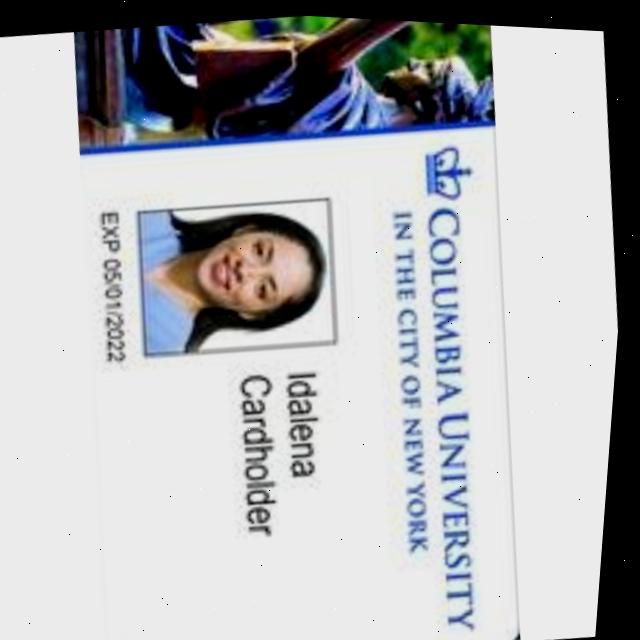 COLUMBIA UNIVERSITY
IN THE CITY OF NEW YORK
Idalena
Cardholder
EXP 05/01/2022